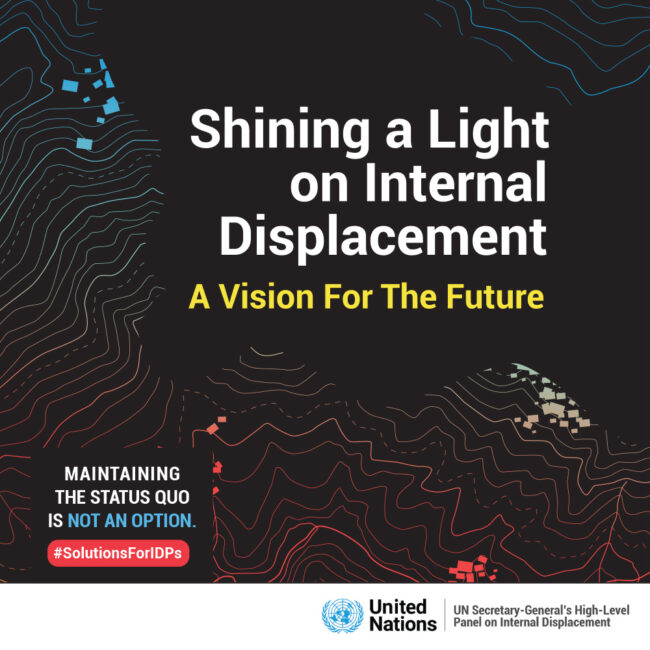 Shining a Light
on Internal
Displacement
A Vision For The Future
MAINTAINING
THE STATUS QUO
IS NOT AN OPTION.
#SolutionsForIDPs
United
Nations
UN Secretary-General's High-Level
Panel on Internal Displacement